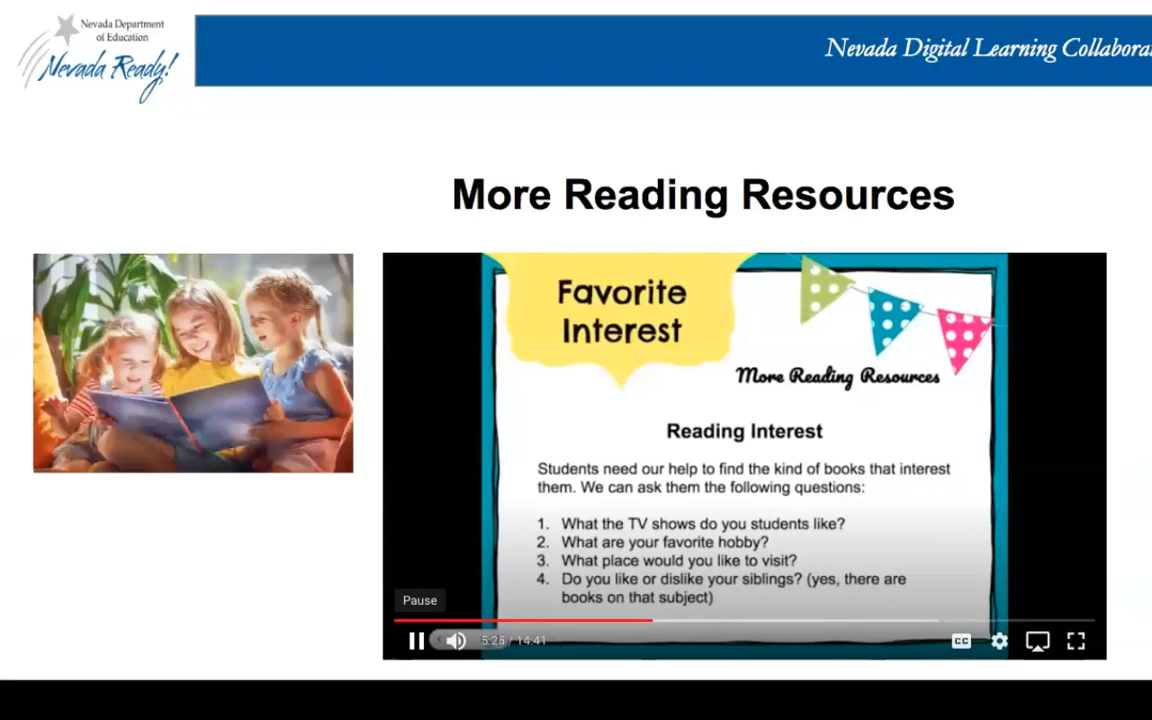 Nevada Department
of Education
Nevada Ready!
Nevada Digital Learning Collabora
More Reading Resources
Favorite
Interest
More Reading Resources
Reading Interest
Students need our help to find the kind of books that interest
them. We can ask them the following questions:
1. What the TV shows do you students like?
2. What are your favorite hobby?
3. What place would you like to visit?
4. Do you like or dislike your siblings? (yes, there are
books on that subject)
Pause
5:25 / 14:41
CC